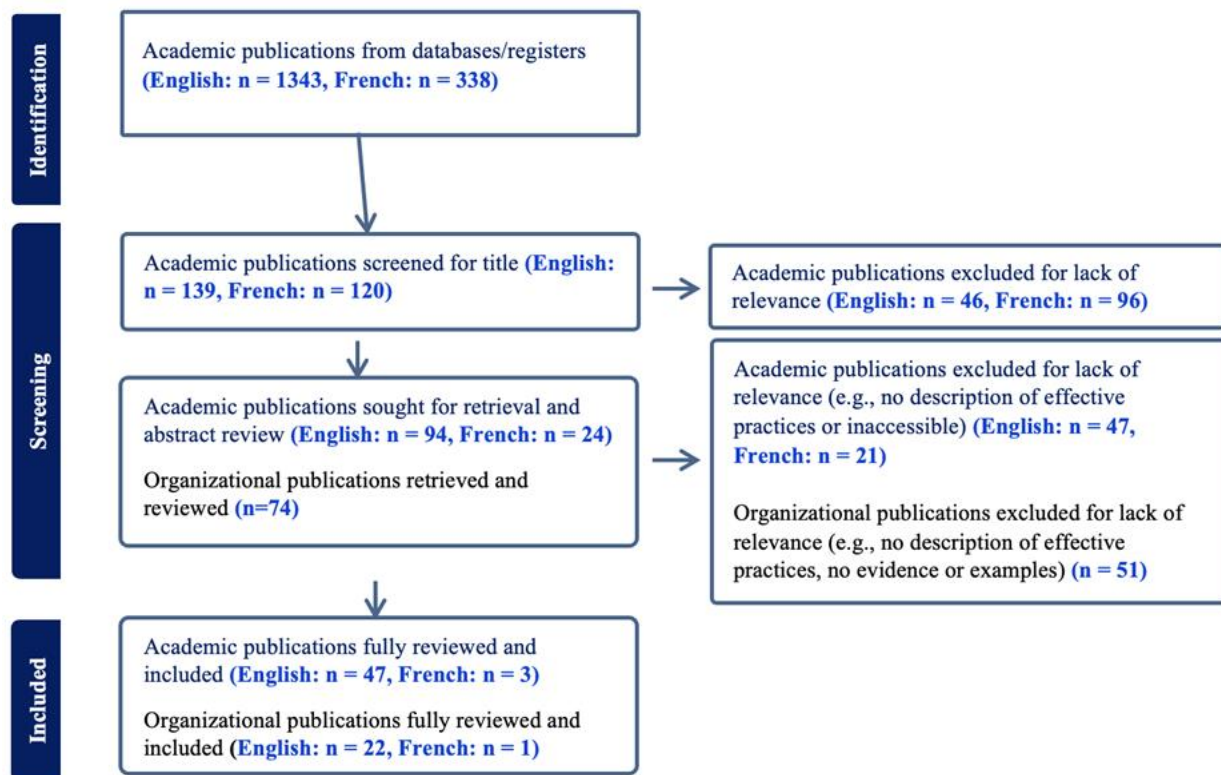 Identification
Academic publications from databases/registers
(English: n = 1343, French: n = 338)
Screening
Academic publications screened for title (English:
n = 139, French: n = 120)
Academic publications excluded for lack of
relevance (English: n = 46, French: n = 96)
Academic publications sought for retrieval and
abstract review (English: n = 94, French: n = 24)
Organizational publications retrieved and
reviewed (n=74)
Academic publications excluded for lack of
relevance (e.g., no description of effective
practices or inaccessible) (English: n = 47,
French: n = 21)
Organizational publications excluded for lack of
relevance (e.g., no description of effective
practices, no evidence or examples) (n = 51)
Included
Academic publications fully reviewed and
included (English: n = 47, French: n = 3)
Organizational publications fully reviewed and
included (English: n = 22, French: n = 1)